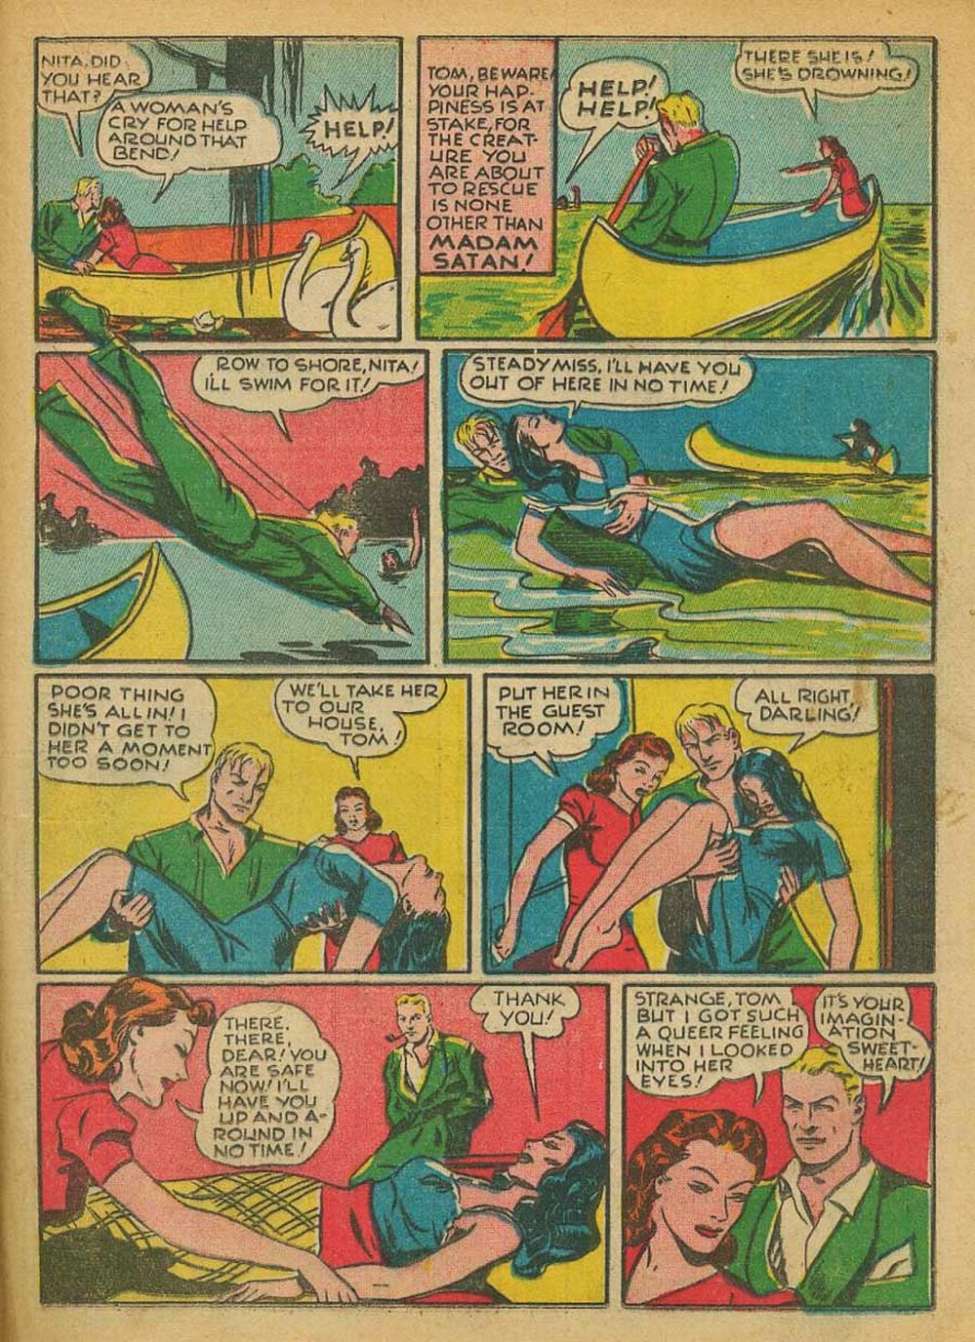 NITA, DID
YOU HEAR
THAT?
A WOMAN'S
CRY FOR HELP
AROUND THAT
BEND!
HELP!
TOM, BEWARE!
YOUR HAP-
PINESS IS AT
STAKE, FOR
THE CREAT-
URE YOU
ARE ABOUT
TO RESCUE
IS NONE
OTHER THAN
MADAM
SATAN!
HELP!
HELP!
THERE SHE IS!
SHE'S DROWNING!
ROW TO SHORE, NITA!
I'LL SWIM FOR IT!
STEADY MISS, I'LL HAVE YOU
OUT OF HERE IN NO TIME!
POOR THING
SHE'S ALL IN! I
DIDN'T GET TO
HER A MOMENT
TOO SOON!
WE'LL TAKE HER
TO OUR
HOUSE,
TOM!
PUT HER IN
THE GUEST
ROOM!
ALL RIGHT,
DARLING!
THERE,
THERE,
DEAR! YOU
ARE SAFE
NOW! I'LL
HAVE YOU
UP AND A-
ROUND IN
NO TIME!
THANK
YOU!
STRANGE, TOM
BUT I GOT SUCH
A QUEER FEELING
WHEN I LOOKED
INTO HER
EYES!
IT'S YOUR
IMAGIN-
ATION
SWEET-
HEART!